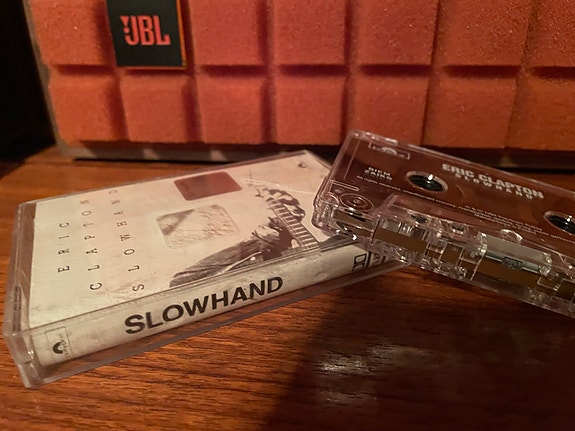 JBL
ERIC
CLAPTON
SLOWHAND
SLOWHAND
ERIC CLAPTON
SLOWHAND